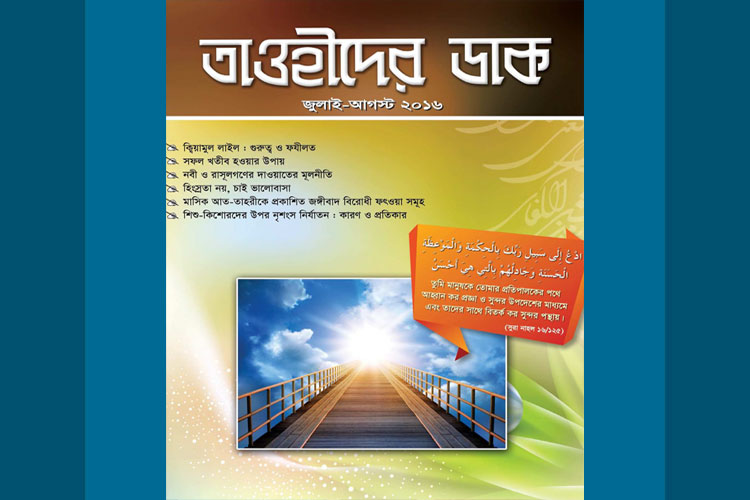 তাওহীদের ডাক
জুলাই-আগস্ট ২০১৬
ক্বিয়ামুল লাইল : গুরুত্ব ও ফযীলত
সফল খতীব হওয়ার উপায়
নবী ও রাসূলগণের দাওয়াতের মূলনীতি
হিংস্রতা নয়, চাই ভালোবাসা
মাসিক আত-তাহরীকে প্রকাশিত জঙ্গীবাদ বিরোধী ফৎওয়া সমূহ
শিশু-কিশোরদের উপর নৃশংস নির্যাতন : কারণ ও প্রতিকার
ادْعُ إِلَى سَبِيلِ رَبِّكَ بِالْحِكْمَةِ وَالْمَوْعِظَةِ
الْحَسَنَةِ وَجَادِلْهُمْ بِالَّتِي هِيَ أَحْسَنُ
তুমি মানুষকে তোমার প্রতিপালকের পথে
আহ্বান কর প্রজ্ঞা ও সুন্দর উপদেশের মাধ্যমে
এবং তাদের সাথে বিতর্ক কর সুন্দর পন্থায়।
(সূরা নাহল ১৬/১২৫)